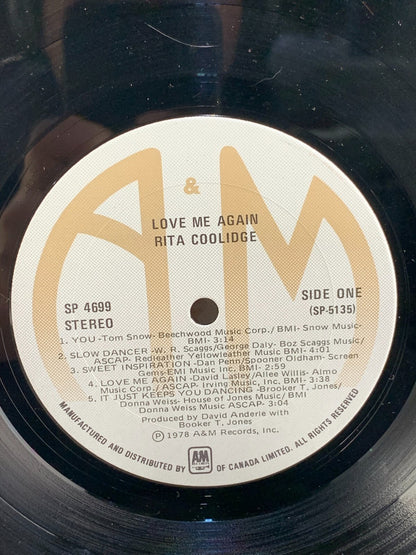 A&M
LOVE ME AGAIN
RITA COOLIDGE
SP 4699
STEREO
SIDE ONE
(SP-5135)
1. YOU -Tom Snow- Beechwood Music Corp./ BMI - Snow Music-
BMI - 3:14
2. SLOW DANCER -W. R. Scaggs/George Daly- Boz Scaggs Music/
ASCAP- Redleather Yellowleather Music BMI - 4:01
3. SWEET INSPIRATION -Dan Penn/Spooner Oldham- Screen
Gems-EMI Music Inc. BMI - 2:59
4. LOVE ME AGAIN -David Lasley/Allee Willis- Almo
Music Corp.- ASCAP- Irving Music, Inc. BMI - 3:38
5. IT JUST KEEPS YOU DANCING- Booker T. Jones/
Donna Weiss- House of Jones Music/ BMI
Donna Weiss Music ASCAP - 3:04
Produced by David Anderle with
Booker T. Jones
℗ 1978 A&M Records, Inc.
MANUFACTURED AND DISTRIBUTED BY A&M RECORDS OF CANADA LIMITED. ALL RIGHTS RESERVED.